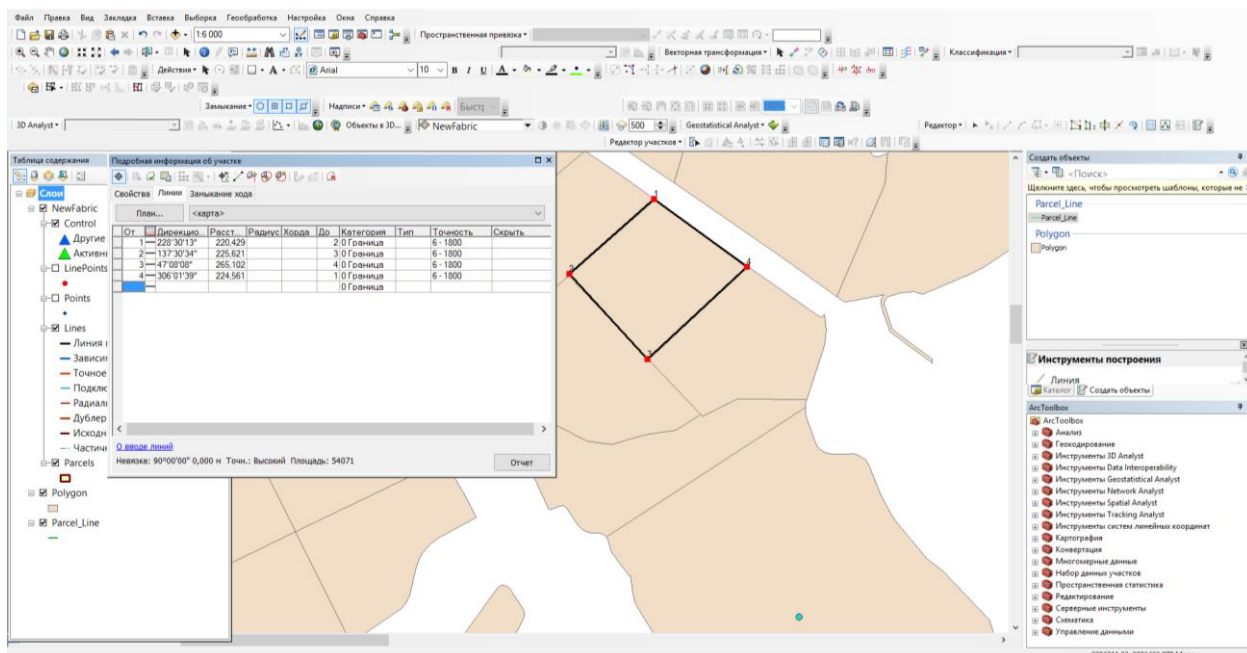 Файл Правка Вид Закладка Вставка Выборка Геообработка Настройка Окна Справка
1:6 000 Пространственная привязка
Векторная трансформация Классификация
Действия A Arial 10 B I U A
Замыкание Надписи Быстр 100%
3D Analyst Объекты в 3D... NewFabric 500 Geostatistical Analyst Редактор
Редактор участков
Таблица содержания
Слои
NewFabric
Control
Другие
Активн
LinePoints
Points
Lines
Линия г
Зависи
Точное
Подклк
Радиалн
Дублер
Исходн
Частичн
Parcels
Polygon
Parcel_Line
Подробная информация об участке
Свойства Линии Замыкание хода
План... <карта>
От Дирекцио... Расст... Радиус Хорда До Категория Тип Точность Скрыть
1 228°30'13" 220,429 2 0 Граница 6 - 1800
2 137°30'34" 225,621 3 0 Граница 6 - 1800
3 47°08'08" 265,102 4 0 Граница 6 - 1800
4 306°01'39" 224,561 1 0 Граница 6 - 1800
0 Граница
О вводе линий
Невязка: 90°00'00" 0,000 м Точн.: Высокий Площадь: 54071
Отчет
1
2
4
3
Создать объекты
<Поиск>
Щелкните здесь, чтобы просмотреть шаблоны, которые не
Parcel_Line
Parcel_Line
Polygon
Polygon
Инструменты построения
Линия
Каталог Создать объекты
ArcToolbox
ArcToolbox
Анализ
Геокодирование
Инструменты 3D Analyst
Инструменты Data Interoperability
Инструменты Geostatistical Analyst
Инструменты Network Analyst
Инструменты Spatial Analyst
Инструменты Tracking Analyst
Инструменты систем линейных координат
Картография
Конвертация
Многомерные данные
Набор данных участков
Пространственная статистика
Редактирование
Серверные инструменты
Схематика
Управление данными